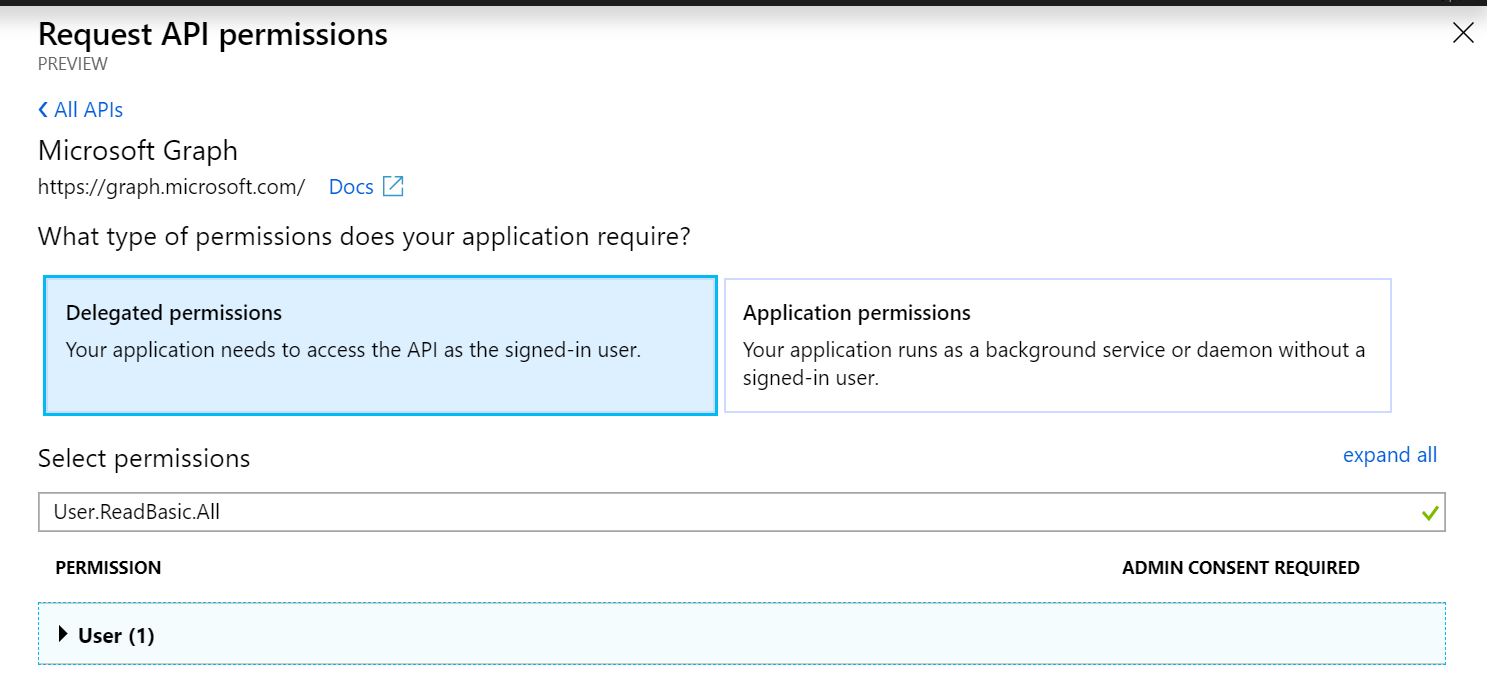 Request API permissions
PREVIEW
All APIs
Microsoft Graph
https://graph.microsoft.com/ Docs
What type of permissions does your application require?
Delegated permissions
Your application needs to access the API as the signed-in user.
Application permissions
Your application runs as a background service or daemon without a
signed-in user.
Select permissions
expand all
User.ReadBasic.All
PERMISSION ADMIN CONSENT REQUIRED
User (1)